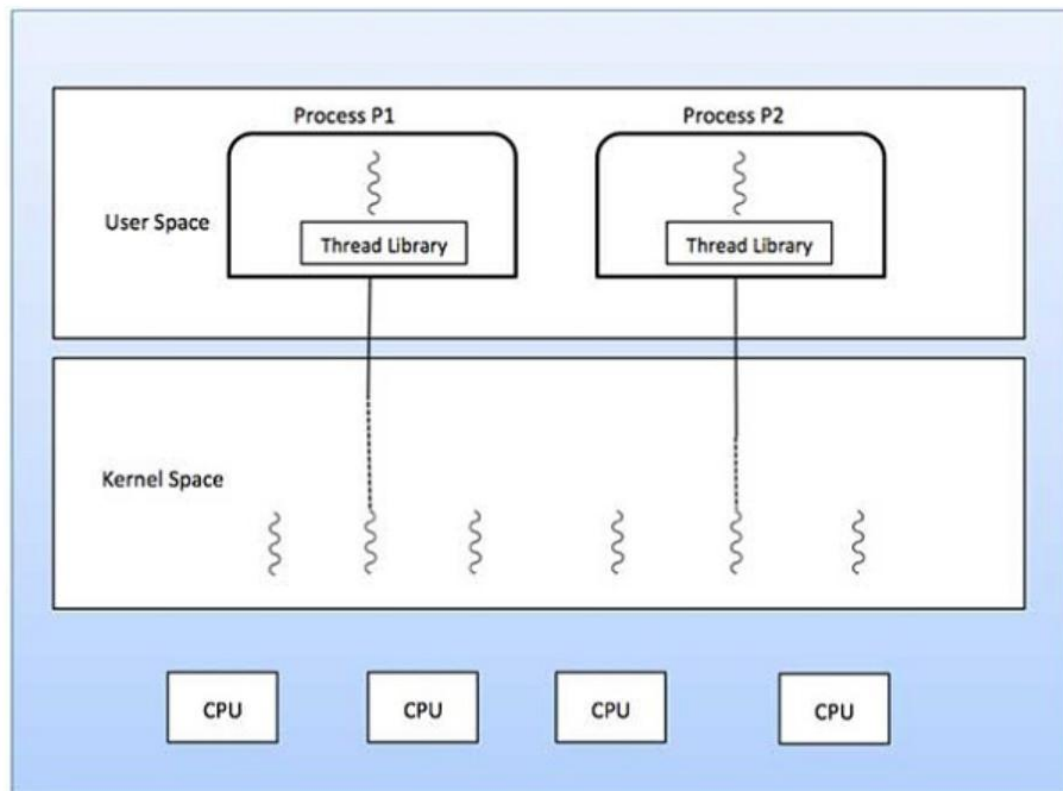 Process P1
Process P2
User Space
Thread Library
Thread Library
Kernel Space
CPU
CPU
CPU
CPU